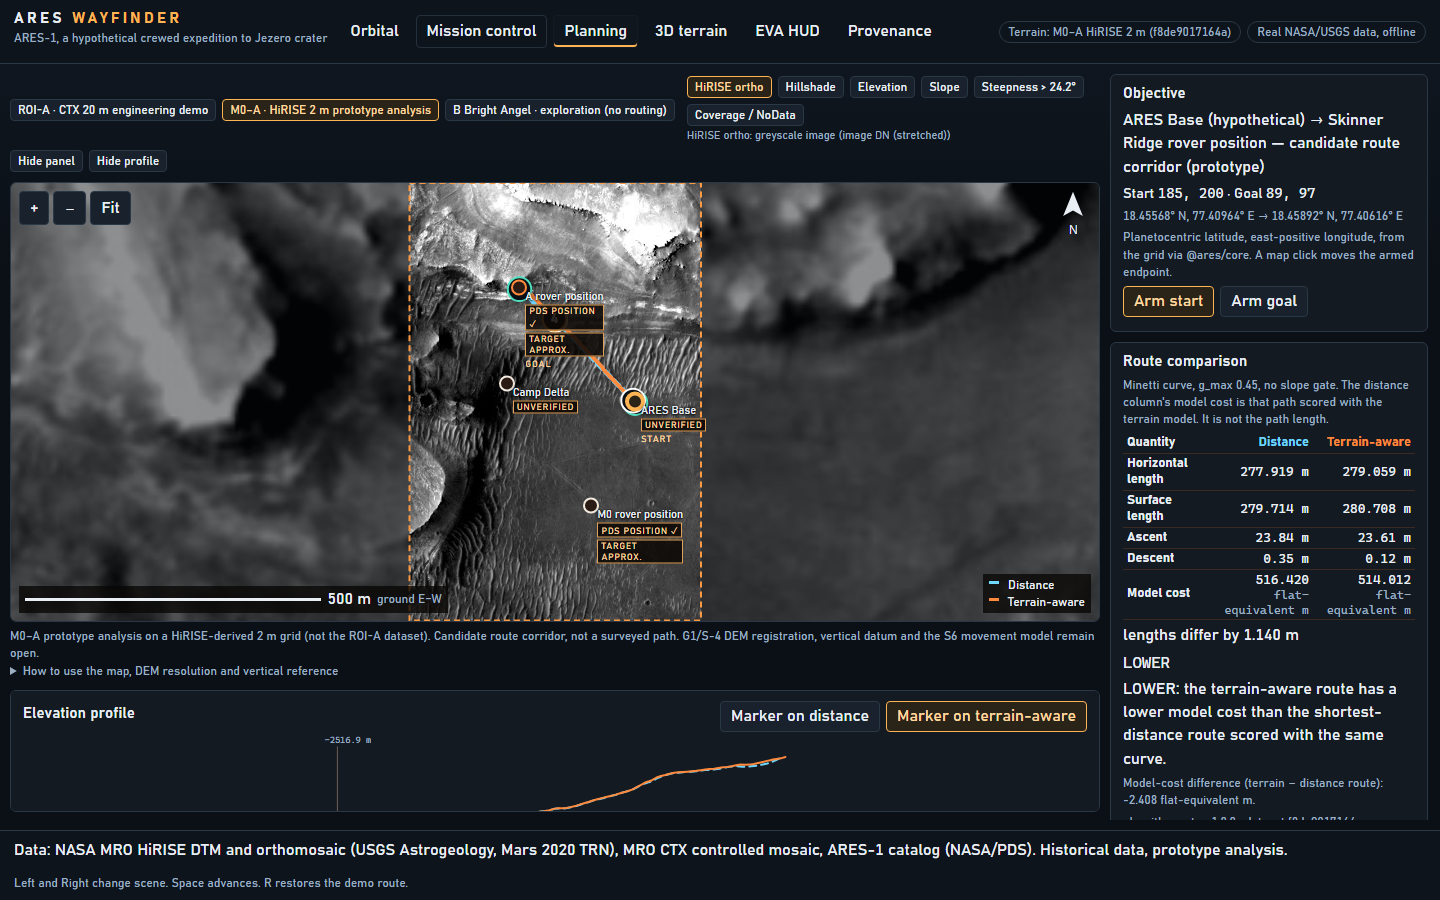 ARES WAYFINDER
ARES-1, a hypothetical crewed expedition to Jezero crater
Orbital
Mission control
Planning
3D terrain
EVA HUD
Provenance
Terrain: M0-A HiRISE 2 m (f8de9017164a)
Real NASA/USGS data, offline
ROI-A · CTX 20 m engineering demo
M0-A · HiRISE 2 m prototype analysis
B Bright Angel · exploration (no routing)
HiRISE ortho
Hillshade
Elevation
Slope
Steepness > 24.2°
Coverage / NoData
HiRISE ortho: greyscale image (image DN (stretched))
Hide panel
Hide profile
+
−
Fit
N
A rover position
PDS POSITION
✓
TARGET
APPROX.
GOAL
Camp Delta
UNVERIFIED
ARES Base
UNVERIFIED
START
M0 rover position
PDS POSITION ✓
TARGET
APPROX.
500 m ground E-W
Distance
Terrain-aware
M0-A prototype analysis on a HiRISE-derived 2 m grid (not the ROI-A dataset). Candidate route corridor, not a surveyed path. G1/S-4 DEM registration, vertical datum and the S6 movement model remain
open.
▶ How to use the map, DEM resolution and vertical reference
Elevation profile
Marker on distance
Marker on terrain-aware
−2516.9 m
Objective
ARES Base (hypothetical) → Skinner
Ridge rover position — candidate route
corridor (prototype)
Start 185, 200 · Goal 89, 97
18.45568° N, 77.40964° E → 18.45892° N, 77.40616° E
Planetocentric latitude, east-positive longitude, from
the grid via @ares/core. A map click moves the armed
endpoint.
Arm start
Arm goal
Route comparison
Minetti curve, g_max 0.45, no slope gate. The distance
column's model cost is that path scored with the
terrain model. It is not the path length.
Quantity Distance Terrain-aware
Horizontal
length 277.919 m 279.059 m
Surface
length 279.714 m 280.708 m
Ascent 23.84 m 23.61 m
Descent 0.35 m 0.12 m
Model cost 516.420 flat-equivalent m 514.012 flat-equivalent m
lengths differ by 1.140 m
LOWER
LOWER: the terrain-aware route has a
lower model cost than the shortest-
distance route scored with the same
curve.
Model-cost difference (terrain − distance route):
-2.408 flat-equivalent m.
Data: NASA MRO HiRISE DTM and orthomosaic (USGS Astrogeology, Mars 2020 TRN), MRO CTX controlled mosaic, ARES-1 catalog (NASA/PDS). Historical data, prototype analysis.
Left and Right change scene. Space advances. R restores the demo route.